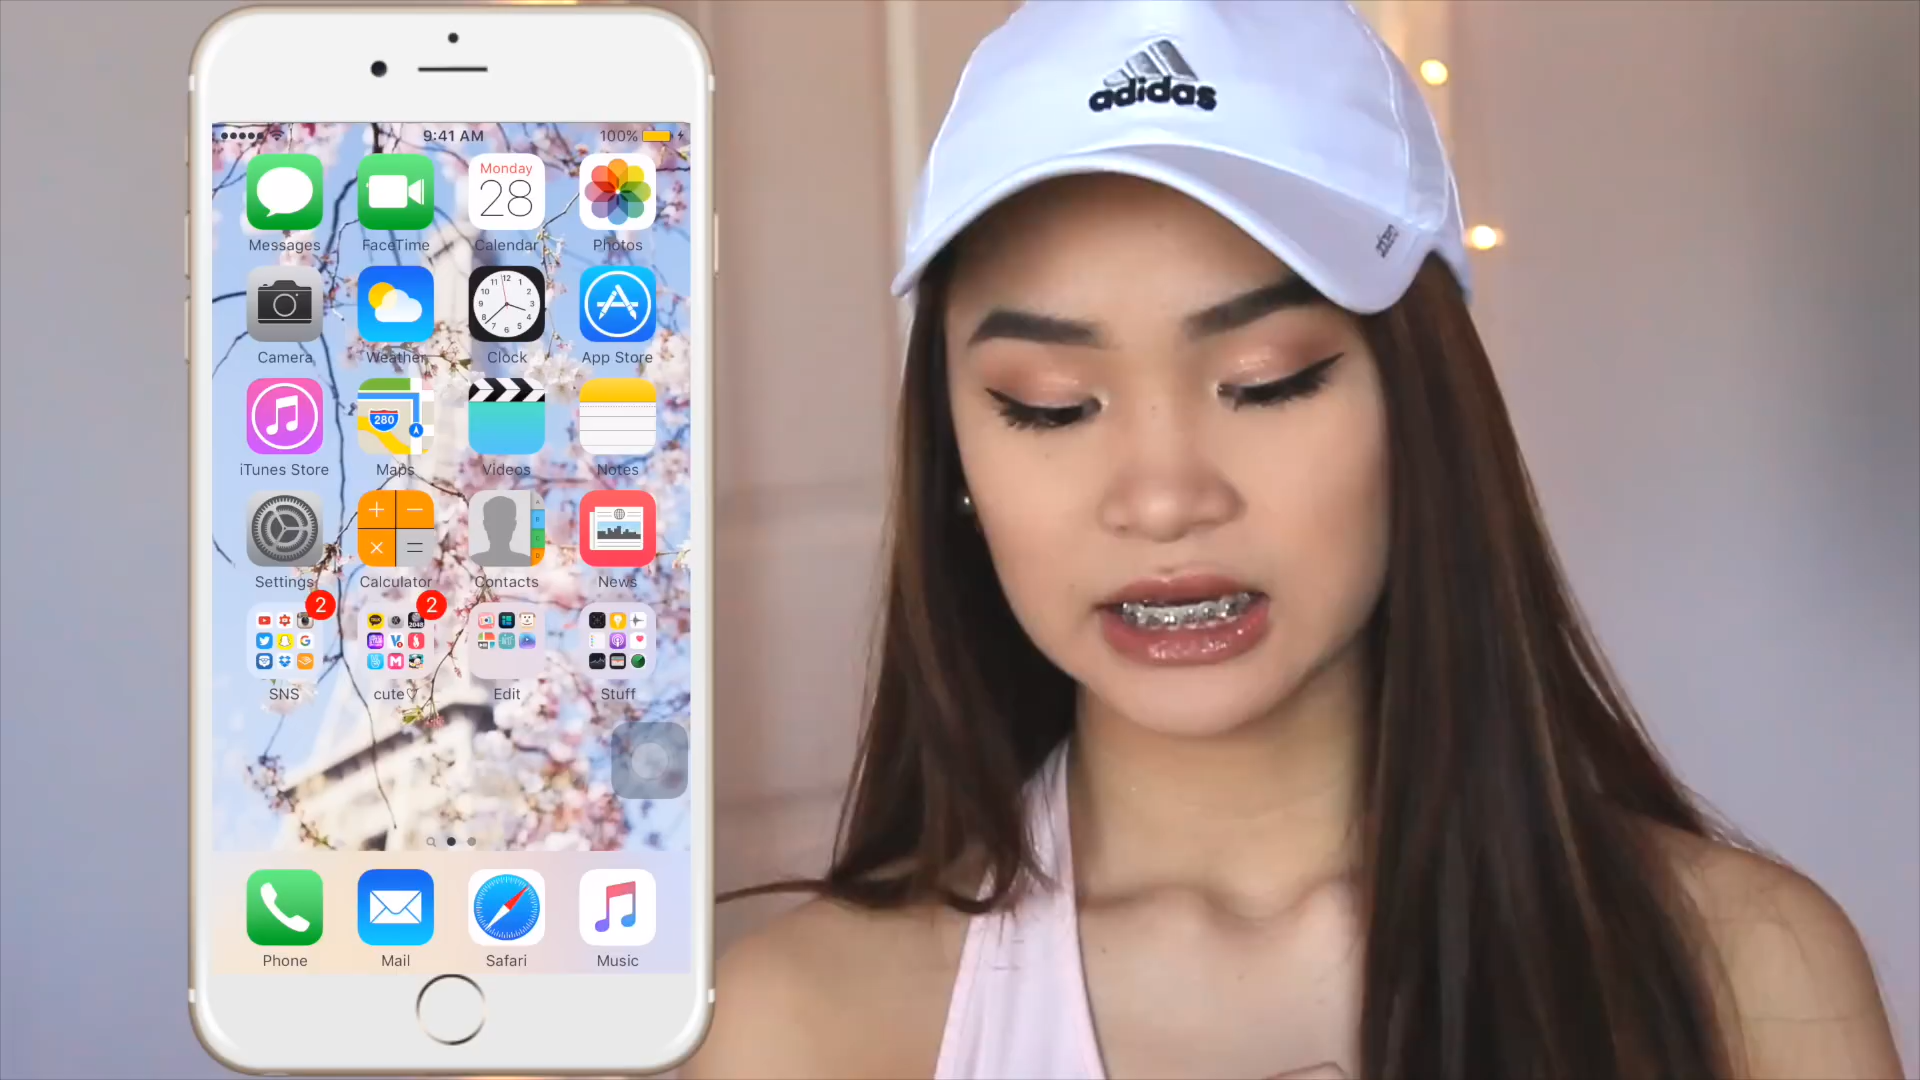 adidas
adidas
9:41 AM 100%
Monday
28
Messages FaceTime Calendar Photos
Camera Weather Clock App Store
280
iTunes Store Maps Videos Notes
Settings Calculator Contacts News
2 2
SNS cute♡ Edit Stuff
Phone Mail Safari Music